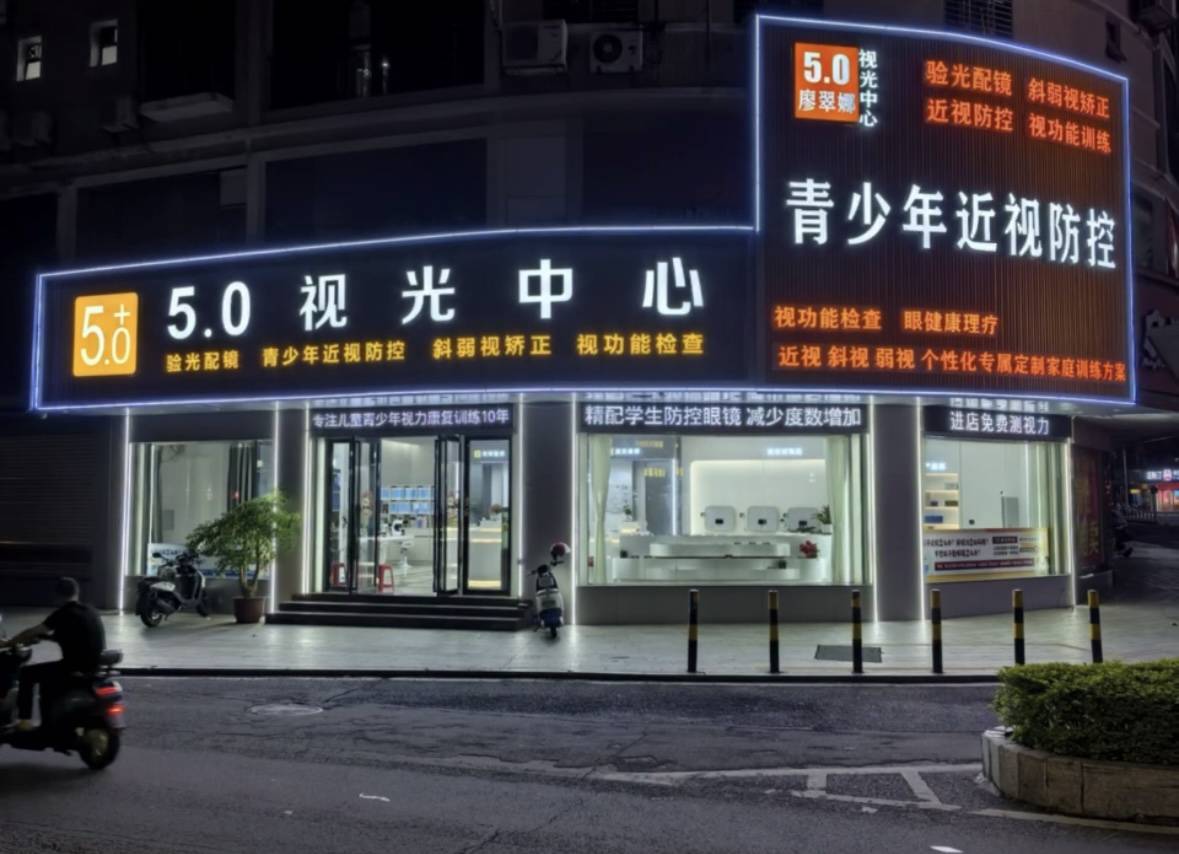 5.0
廖翠娜
视光中心
验光配镜 斜弱视矫正
近视防控 视功能训练
青少年近视防控
视功能检查 眼健康理疗
近视 斜视 弱视 个性化专属定制家庭训练方案
5.0+
5.0 视光中心
验光配镜 青少年近视防控 斜弱视矫正 视功能检查
专注儿童青少年视力康复训练10年
精配学生防控眼镜 减少度数增加
进店免费测视力